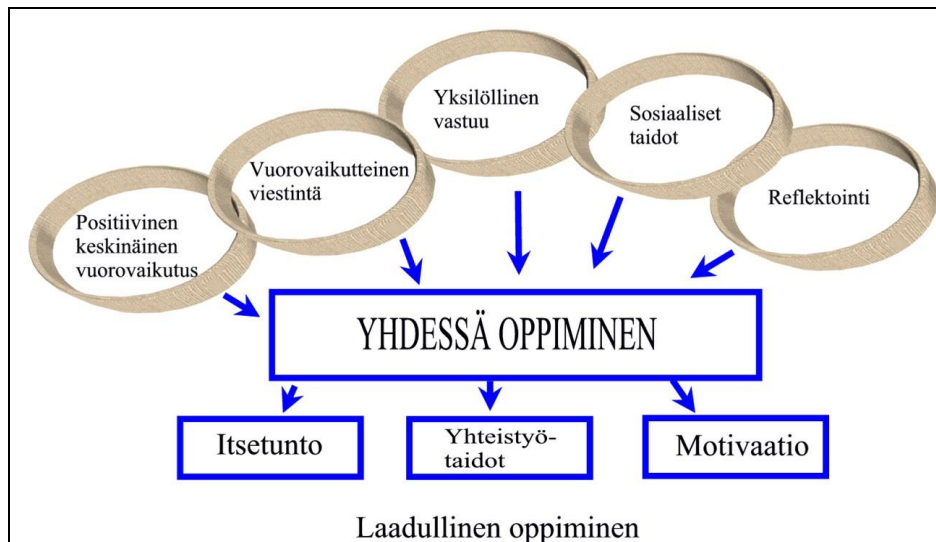 Positiivinen
keskinäinen
vuorovaikutus
Vuorovaikutteinen
viestintä
Yksilöllinen
vastuu
Sosiaaliset
taidot
Reflektointi
YHDESSÄ OPPIMINEN
Itsetunto
Yhteistyö-
taidot
Motivaatio
Laadullinen oppiminen